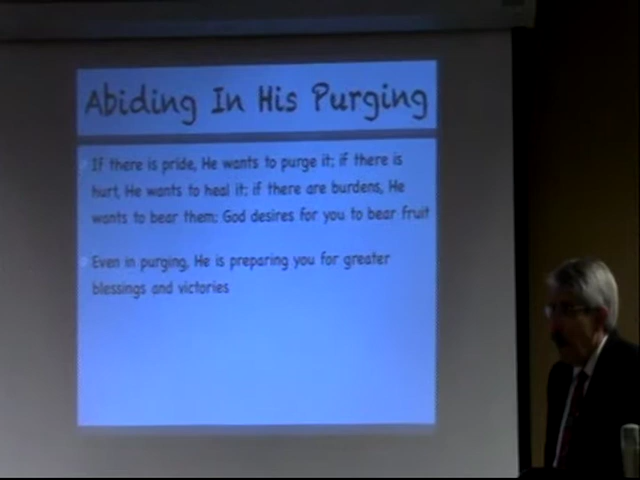 Abiding In His Purging
If there is pride, He wants to purge it; if there is
hurt, He wants to heal it; if there are burdens, He
wants to bear them; God desires for you to bear fruit
Even in purging, He is preparing you for greater
blessings and victories